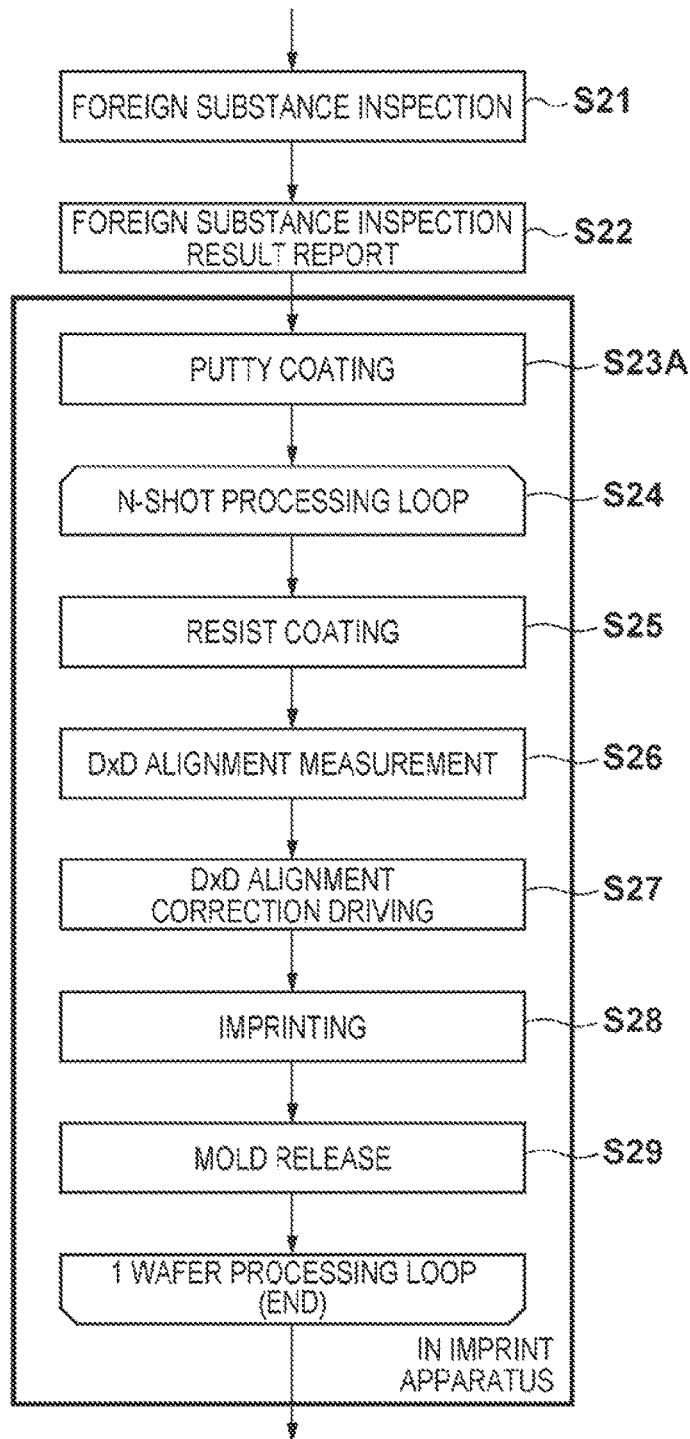 FOREIGN SUBSTANCE INSPECTION
S21
FOREIGN SUBSTANCE INSPECTION
RESULT REPORT
S22
PUTTY COATING
S23A
N-SHOT PROCESSING LOOP
S24
RESIST COATING
S25
DxD ALIGNMENT MEASUREMENT
S26
DxD ALIGNMENT
CORRECTION DRIVING
S27
IMPRINTING
S28
MOLD RELEASE
S29
1 WAFER PROCESSING LOOP
(END)
IN IMPRINT
APPARATUS